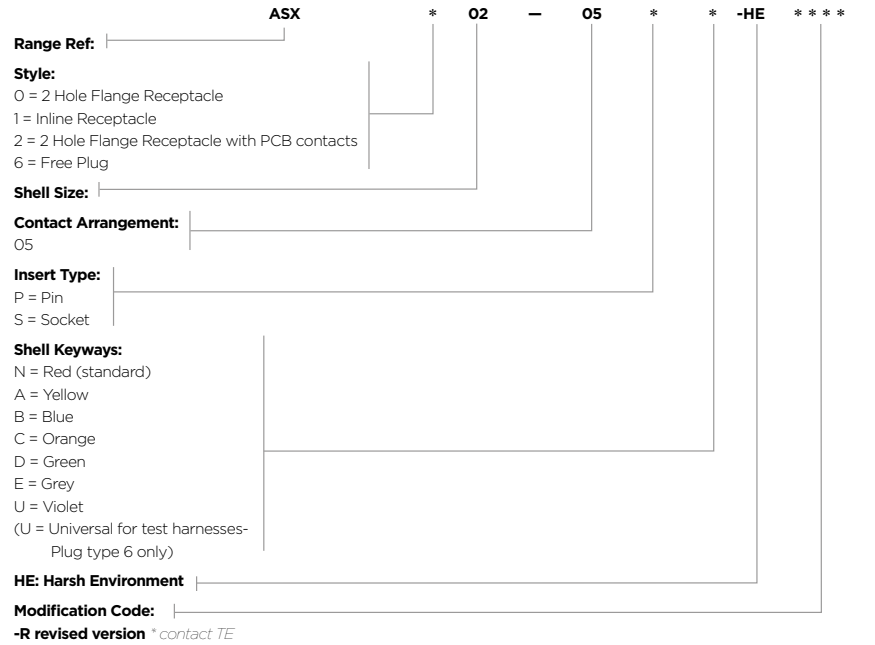 ASX * 02 — 05 * * -HE * * * *
Range Ref:
Style:
0 = 2 Hole Flange Receptacle
1 = Inline Receptacle
2 = 2 Hole Flange Receptacle with PCB contacts
6 = Free Plug
Shell Size:
Contact Arrangement:
05
Insert Type:
P = Pin
S = Socket
Shell Keyways:
N = Red (standard)
A = Yellow
B = Blue
C = Orange
D = Green
E = Grey
U = Violet
(U = Universal for test harnesses-
Plug type 6 only)
HE: Harsh Environment
Modification Code:
-R revised version * contact TE